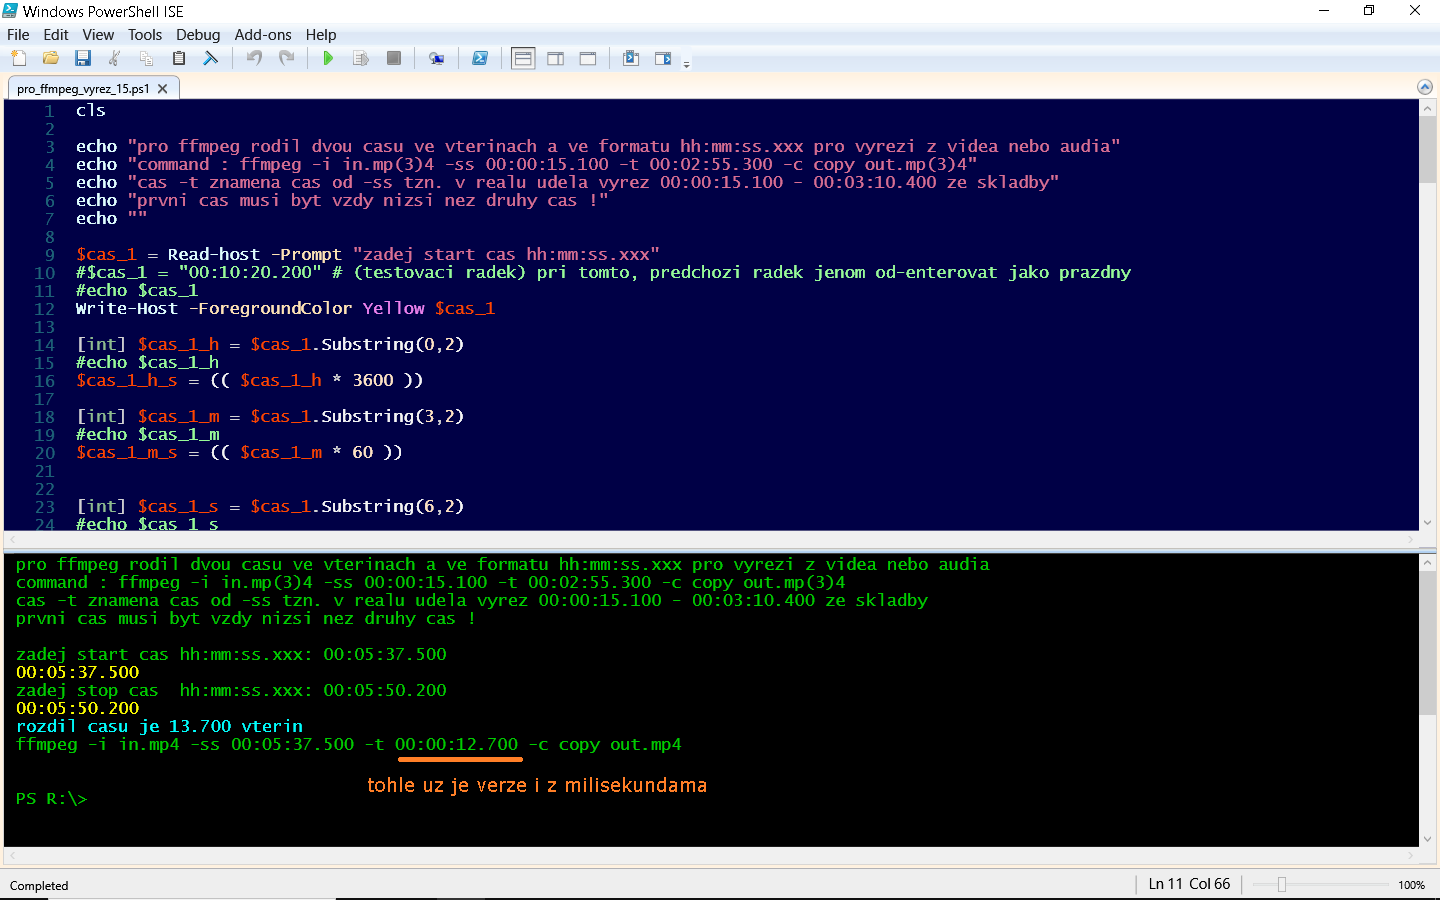 Windows PowerShell ISE
File Edit View Tools Debug Add-ons Help
pro_ffmpeg_vyrez_15.ps1
1 cls
2
3 echo "pro ffmpeg rodil dvou casu ve vterinach a ve formatu hh:mm:ss.xxx pro vyrezi z videa nebo audia"
4 echo "command : ffmpeg -i in.mp(3)4 -ss 00:00:15.100 -t 00:02:55.300 -c copy out.mp(3)4"
5 echo "cas -t znamena cas od -ss tzn. v realu udela vyrez 00:00:15.100 - 00:03:10.400 ze skladby"
6 echo "prvni cas musi byt vzdy nizsi nez druhy cas !"
7 echo ""
8
9 $cas_1 = Read-host -Prompt "zadej start cas hh:mm:ss.xxx"
10 #$cas_1 = "00:10:20.200" # (testovaci radek) pri tomto, predchozi radek jenom od-enterovat jako prazdny
11 #echo $cas_1
12 Write-Host -ForegroundColor Yellow $cas_1
13
14 [int] $cas_1_h = $cas_1.Substring(0,2)
15 #echo $cas_1_h
16 $cas_1_h_s = (( $cas_1_h * 3600 ))
17
18 [int] $cas_1_m = $cas_1.Substring(3,2)
19 #echo $cas_1_m
20 $cas_1_m_s = (( $cas_1_m * 60 ))
21
22
23 [int] $cas_1_s = $cas_1.Substring(6,2)
24 #echo $cas_1_s
pro ffmpeg rodil dvou casu ve vterinach a ve formatu hh:mm:ss.xxx pro vyrezi z videa nebo audia
command : ffmpeg -i in.mp(3)4 -ss 00:00:15.100 -t 00:02:55.300 -c copy out.mp(3)4
cas -t znamena cas od -ss tzn. v realu udela vyrez 00:00:15.100 - 00:03:10.400 ze skladby
prvni cas musi byt vzdy nizsi nez druhy cas !
zadej start cas hh:mm:ss.xxx: 00:05:37.500
00:05:37.500
zadej stop cas  hh:mm:ss.xxx: 00:05:50.200
00:05:50.200
rozdil casu je 13.700 vterin
ffmpeg -i in.mp4 -ss 00:05:37.500 -t 00:00:12.700 -c copy out.mp4
tohle uz je verze i z milisekundama
PS R:\>
Completed
Ln 11 Col 66
100%